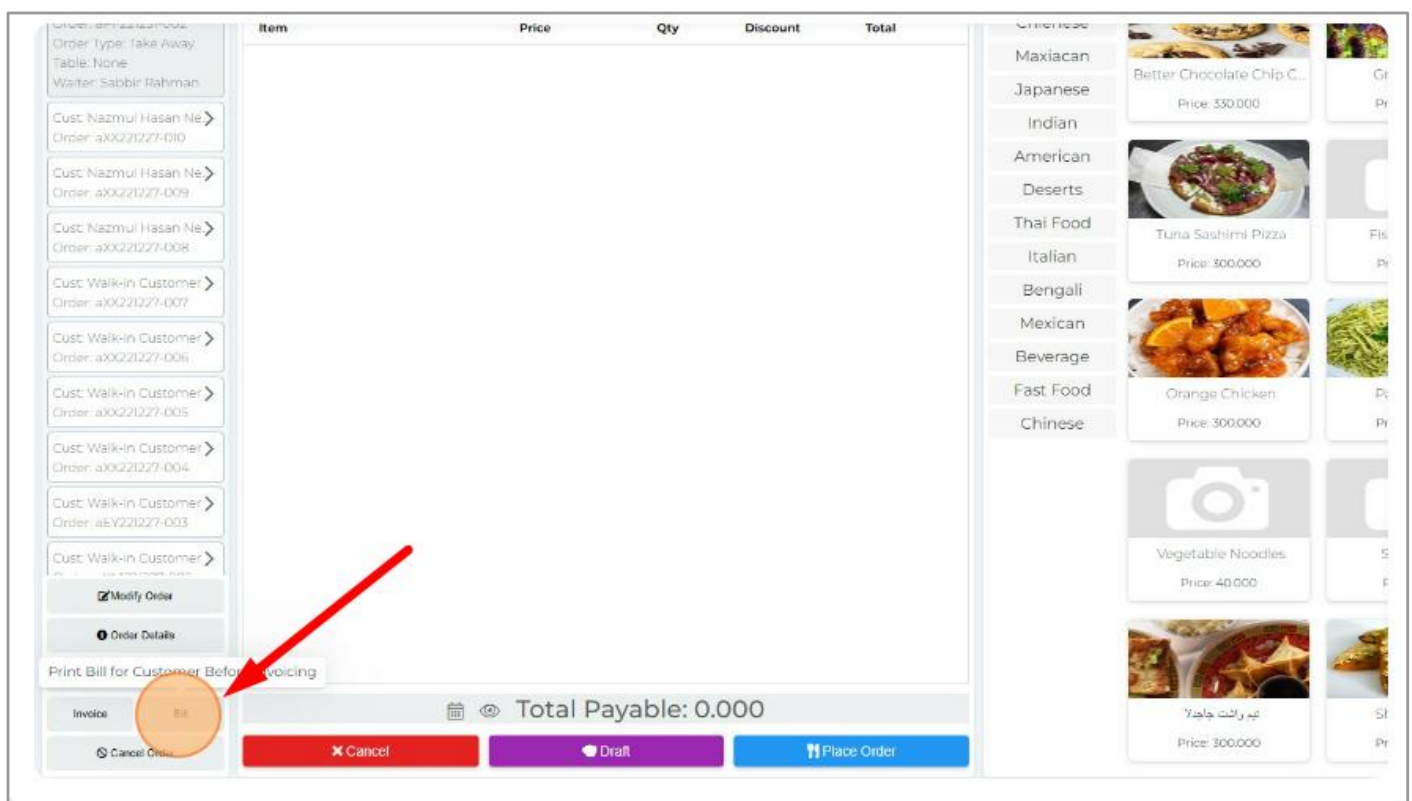 Order Type: Take Away
Table: None
Waiter: Sabbir Rahman
Cust: Nazmul Hasan Ne
Order: aXX221227-010
Cust: Nazmul Hasan Ne
Order: aXX221227-009
Cust: Nazmul Hasan Ne
Order: aXX221227-008
Cust: Walk-in Customer
Order: aXX221227-007
Cust: Walk-in Customer
Order: aXX221227-006
Cust: Walk-in Customer
Order: aXX221227-005
Cust: Walk-in Customer
Order: aXX221227-004
Cust: Walk-in Customer
Order: aEY221227-003
Cust: Walk-in Customer
Modify Order
Order Details
Print Bill for Customer Before Invoicing
Invoice Bill
Cancel Order
Item Price Qty Discount Total
Total Payable: 0.000
Cancel Draft Place Order
Maxiacan
Japanese
Indian
American
Deserts
Thai Food
Italian
Bengali
Mexican
Beverage
Fast Food
Chinese
Better Chocolate Chip C...
Price: 330.000
Tuna Sashimi Pizza
Price: 300.000
Orange Chicken
Price: 300.000
Vegetable Noodles
Price: 40.000
Price: 300.000